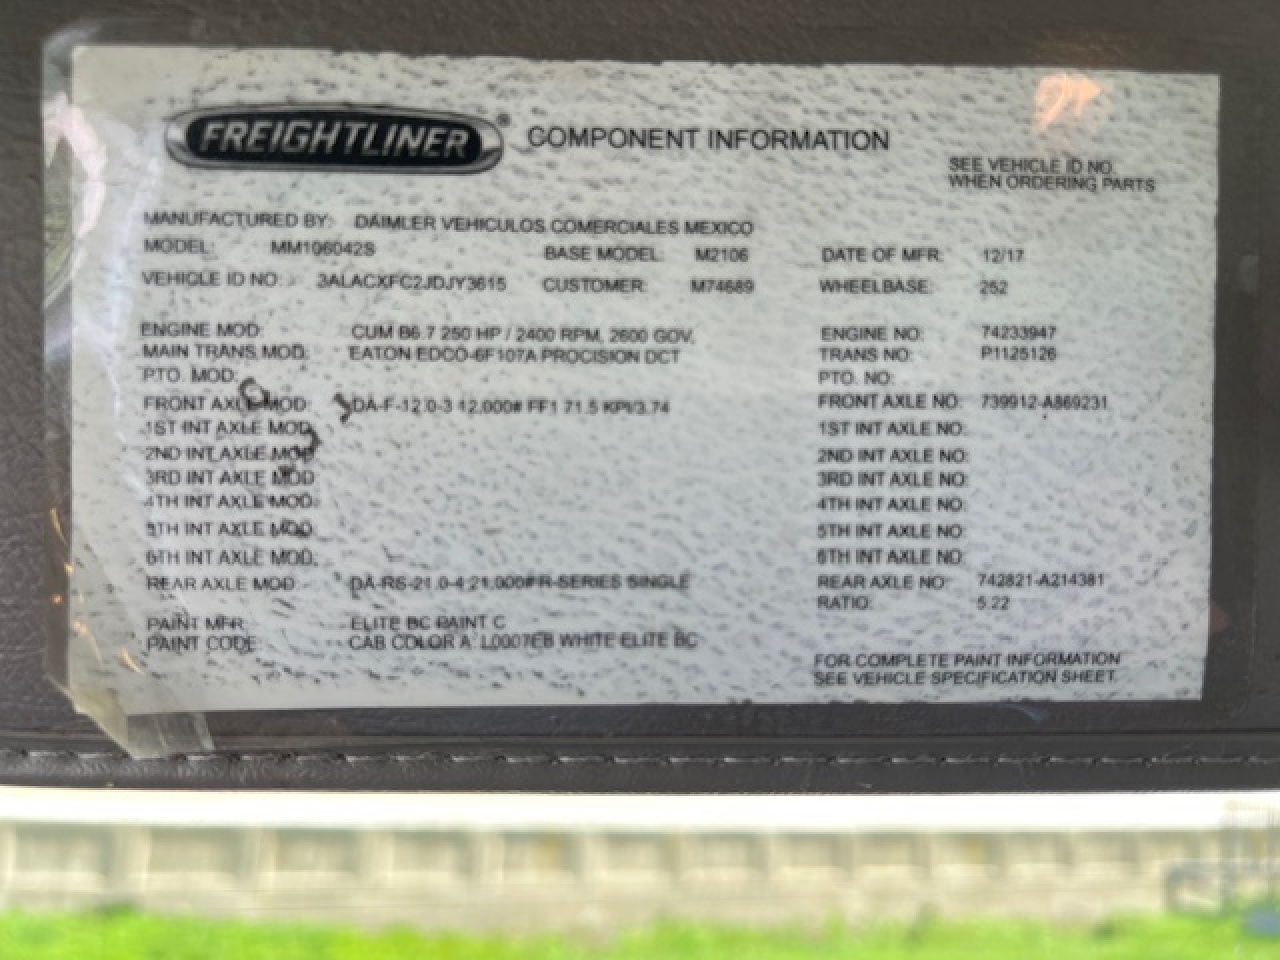 FREIGHTLINER® COMPONENT INFORMATION
SEE VEHICLE ID NO.
WHEN ORDERING PARTS
MANUFACTURED BY: DAIMLER VEHICULOS COMERCIALES MEXICO
MODEL: MM106042S BASE MODEL: M2106 DATE OF MFR: 12/17
VEHICLE ID NO: 3ALACXFC2JDJY3615 CUSTOMER: M74689 WHEELBASE: 252
ENGINE MOD: CUM B6.7 250 HP / 2400 RPM, 2600 GOV, ENGINE NO: 74233947
MAIN TRANS MOD: EATON EDCO-6F107A PROCISION DCT TRANS NO: P1125126
PTO. MOD: PTO. NO:
FRONT AXLE MOD: DA-F-12.0-3 12,000# FF1 71.5 KPI/3.74 FRONT AXLE NO: 739912-A869231
1ST INT AXLE MOD: 1ST INT AXLE NO:
2ND INT AXLE MOD: 2ND INT AXLE NO:
3RD INT AXLE MOD: 3RD INT AXLE NO:
4TH INT AXLE MOD: 4TH INT AXLE NO:
5TH INT AXLE MOD: 5TH INT AXLE NO:
6TH INT AXLE MOD: 6TH INT AXLE NO:
REAR AXLE MOD: DA-RS-21.0-4 21,000# R-SERIES SINGLE REAR AXLE NO: 742821-A214381
RATIO: 5.22
PAINT MFR: ELITE BC PAINT C
PAINT CODE: CAB COLOR A: L0007EB WHITE ELITE BC
FOR COMPLETE PAINT INFORMATION
SEE VEHICLE SPECIFICATION SHEET.